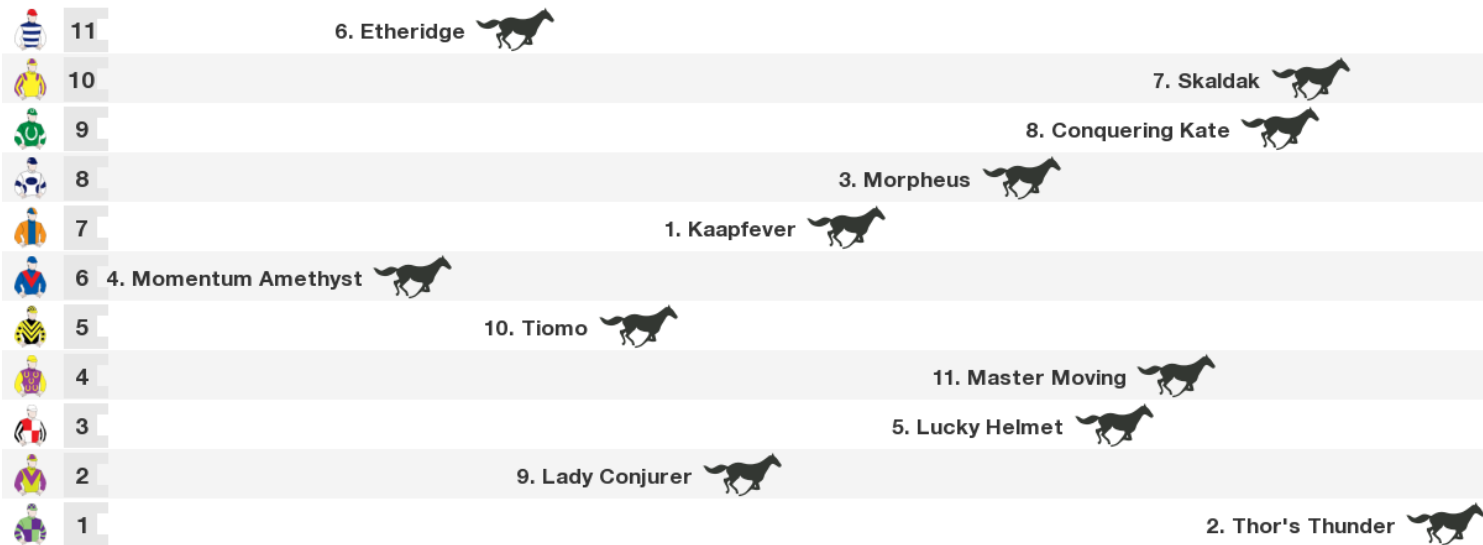 11 6. Etheridge
10 7. Skaldak
9 8. Conquering Kate
8 3. Morpheus
7 1. Kaapfever
6 4. Momentum Amethyst
5 10. Tiomo
4 11. Master Moving
3 5. Lucky Helmet
2 9. Lady Conjurer
1 2. Thor's Thunder